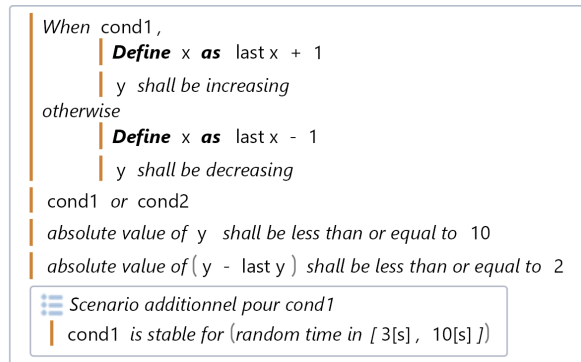 When cond1 ,
Define x as last x + 1
y shall be increasing
otherwise
Define x as last x - 1
y shall be decreasing
cond1 or cond2
absolute value of y shall be less than or equal to 10
absolute value of ( y - last y ) shall be less than or equal to 2
Scenario additionnel pour cond1
cond1 is stable for (random time in [ 3[s] , 10[s] ])